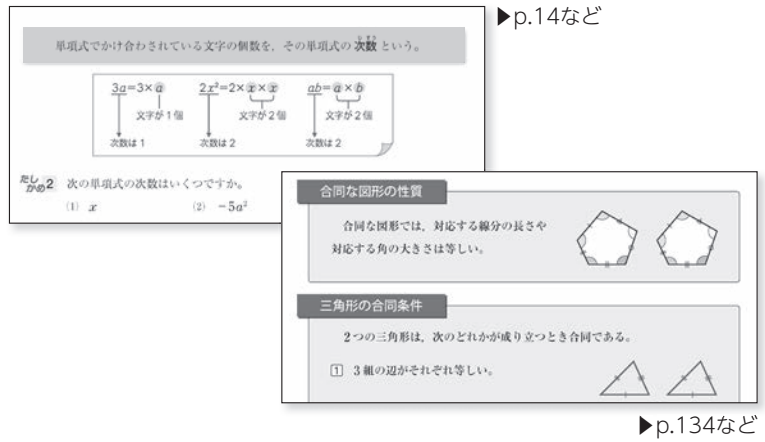 ▶p.14など
単項式でかけ合わされている文字の個数を，その単項式の次数という。
じ すう
3a=3×a
2x²=2×x×x
ab=a×b
文字が1個
文字が2個
文字が2個
次数は1
次数は2
次数は2
たしかめ2 次の単項式の次数はいくつですか。
(1) x
(2) −5a²
合同な図形の性質
合同な図形では，対応する線分の長さや
対応する角の大きさは等しい。
三角形の合同条件
2つの三角形は，次のどれかが成り立つとき合同である。
1 3組の辺がそれぞれ等しい。
▶p.134など